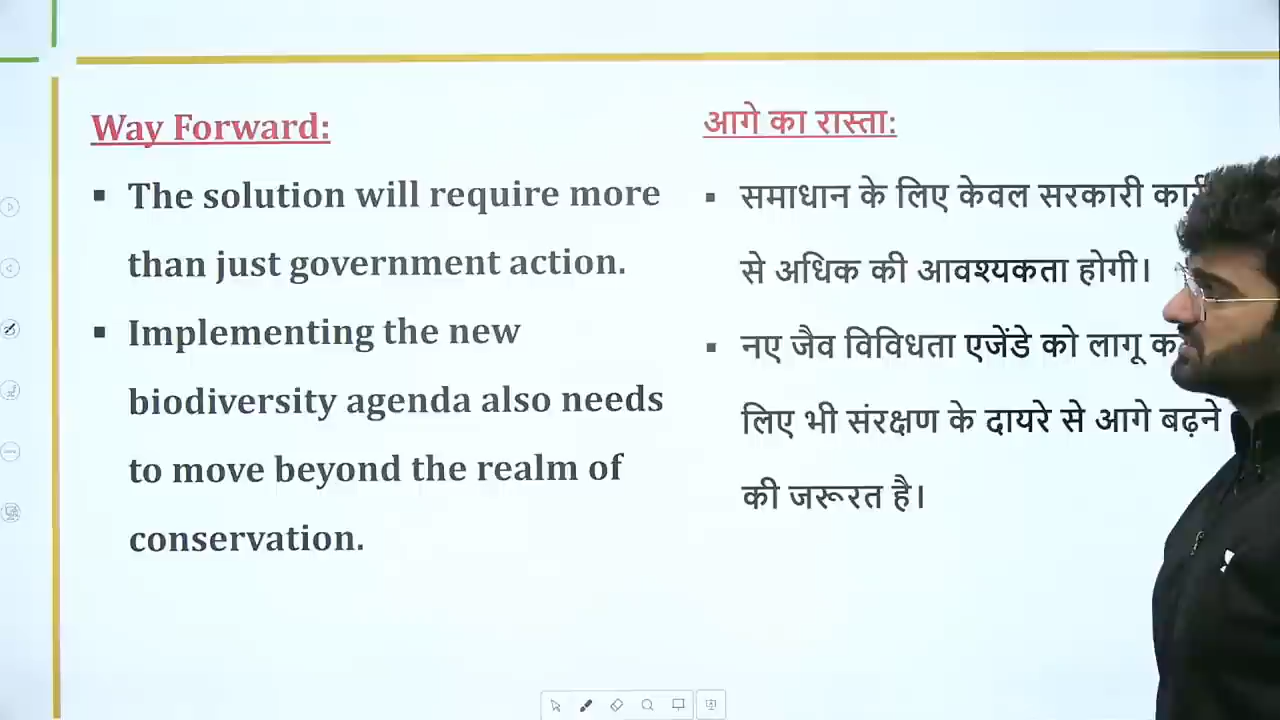 Way Forward:
▪ The solution will require more
than just government action.
▪ Implementing the new
biodiversity agenda also needs
to move beyond the realm of
conservation.
आगे का रास्ता:
▪ समाधान के लिए केवल सरकारी
से अधिक की आवश्यकता होगी।
▪ नए जैव विविधता एजेंडे को लागू
लिए भी संरक्षण के दायरे से आगे बढ़ने
की जरूरत है।